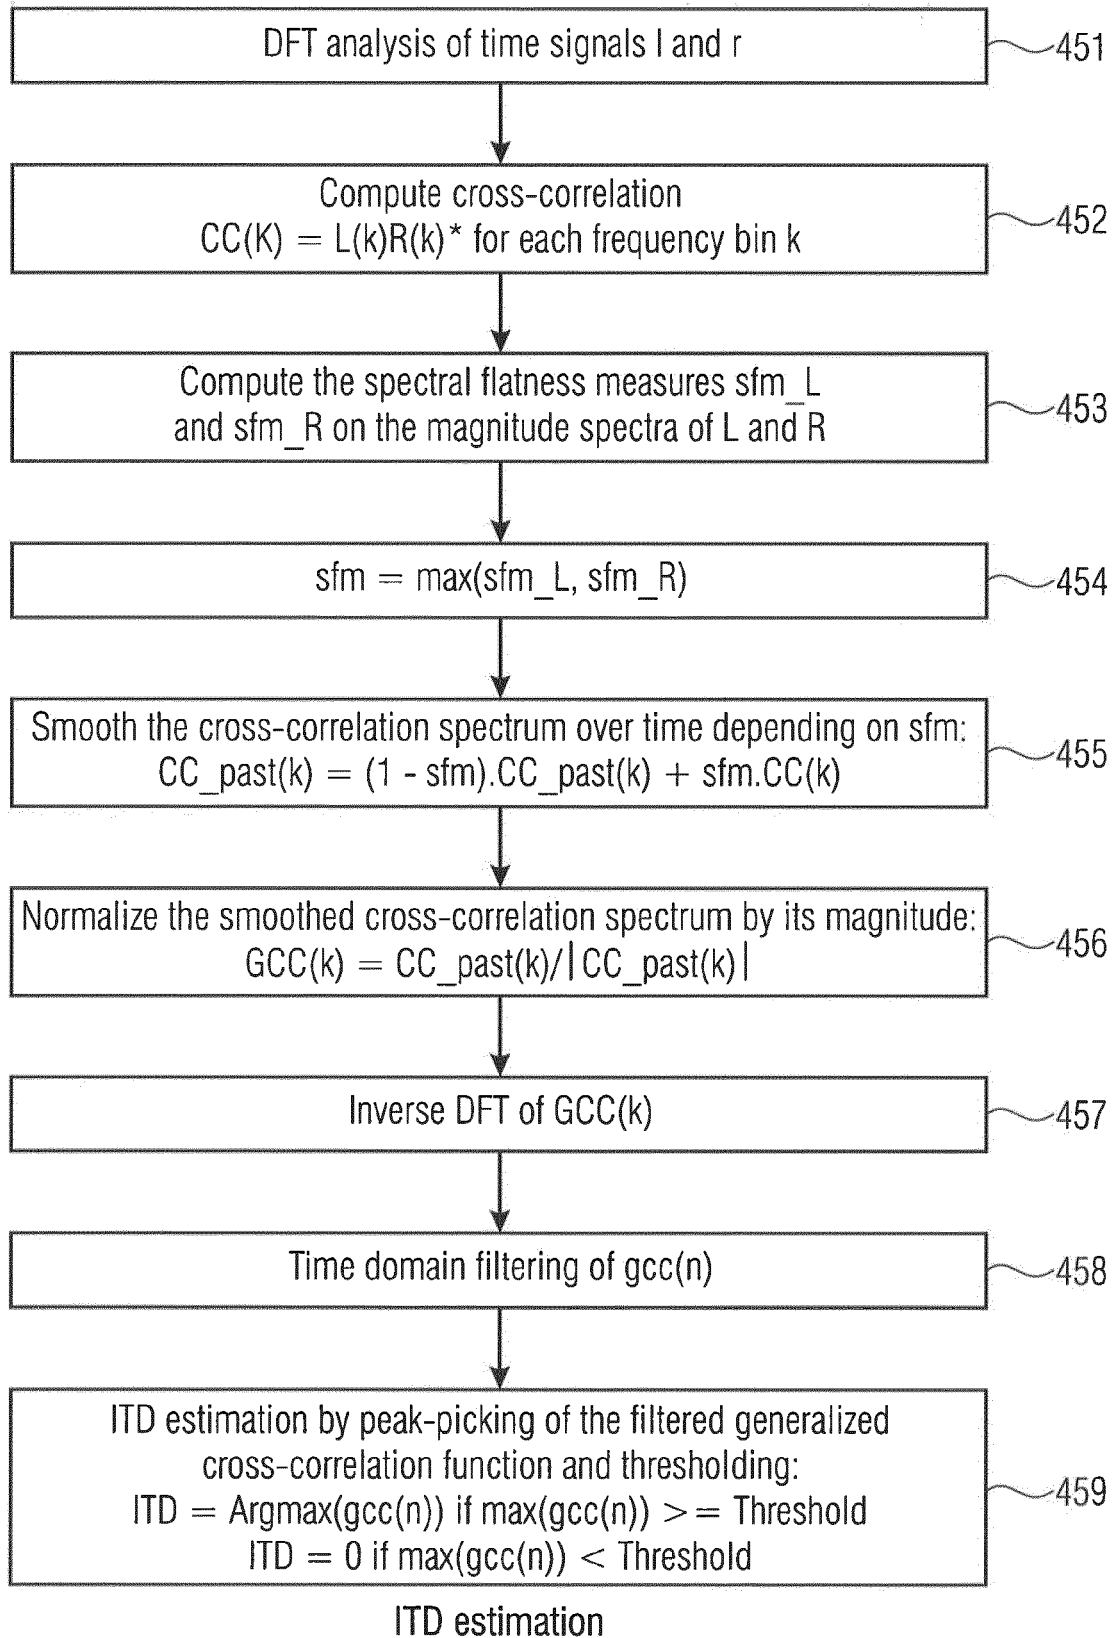 DFT analysis of time signals l and r
451
Compute cross-correlation
CC(K) = L(k)R(k)* for each frequency bin k
452
Compute the spectral flatness measures sfm_L
and sfm_R on the magnitude spectra of L and R
453
sfm = max(sfm_L, sfm_R)
454
Smooth the cross-correlation spectrum over time depending on sfm:
CC_past(k) = (1 - sfm).CC_past(k) + sfm.CC(k)
455
Normalize the smoothed cross-correlation spectrum by its magnitude:
GCC(k) = CC_past(k)/|CC_past(k)|
456
Inverse DFT of GCC(k)
457
Time domain filtering of gcc(n)
458
ITD estimation by peak-picking of the filtered generalized
cross-correlation function and thresholding:
ITD = Argmax(gcc(n)) if max(gcc(n)) >= Threshold
ITD = 0 if max(gcc(n)) < Threshold
459
ITD estimation